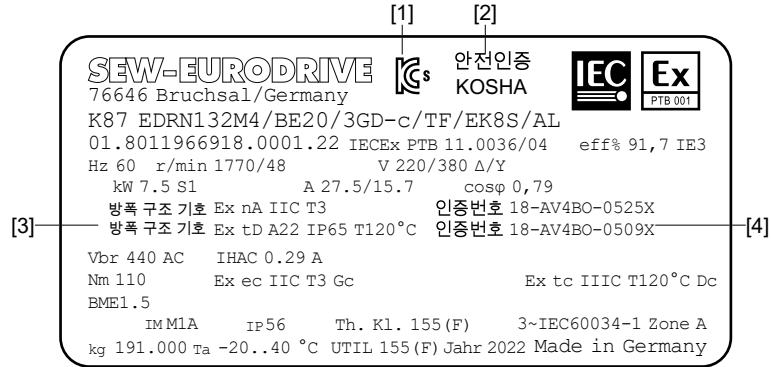 [1] [2]
SEW-EURODRIVE KCs 안전인증 IEC Ex
76646 Bruchsal/Germany KOSHA PTB 001
K87 EDRN132M4/BE20/3GD-c/TF/EK8S/AL
01.8011966918.0001.22 IECEx PTB 11.0036/04 eff% 91,7 IE3
Hz 60 r/min 1770/48 V 220/380 Δ/Y
kW 7.5 S1 A 27.5/15.7 cosφ 0,79
방폭 구조 기호 Ex nA IIC T3 인증번호 18-AV4BO-0525X
[3] 방폭 구조 기호 Ex tD A22 IP65 T120°C 인증번호 18-AV4BO-0509X [4]
Vbr 440 AC IHAC 0.29 A
Nm 110 Ex ec IIC T3 Gc Ex tc IIIC T120°C Dc
BME1.5
IM M1A IP 56 Th. Kl. 155(F) 3~IEC60034-1 Zone A
kg 191.000 Ta -20..40 °C UTIL 155(F) Jahr 2022 Made in Germany